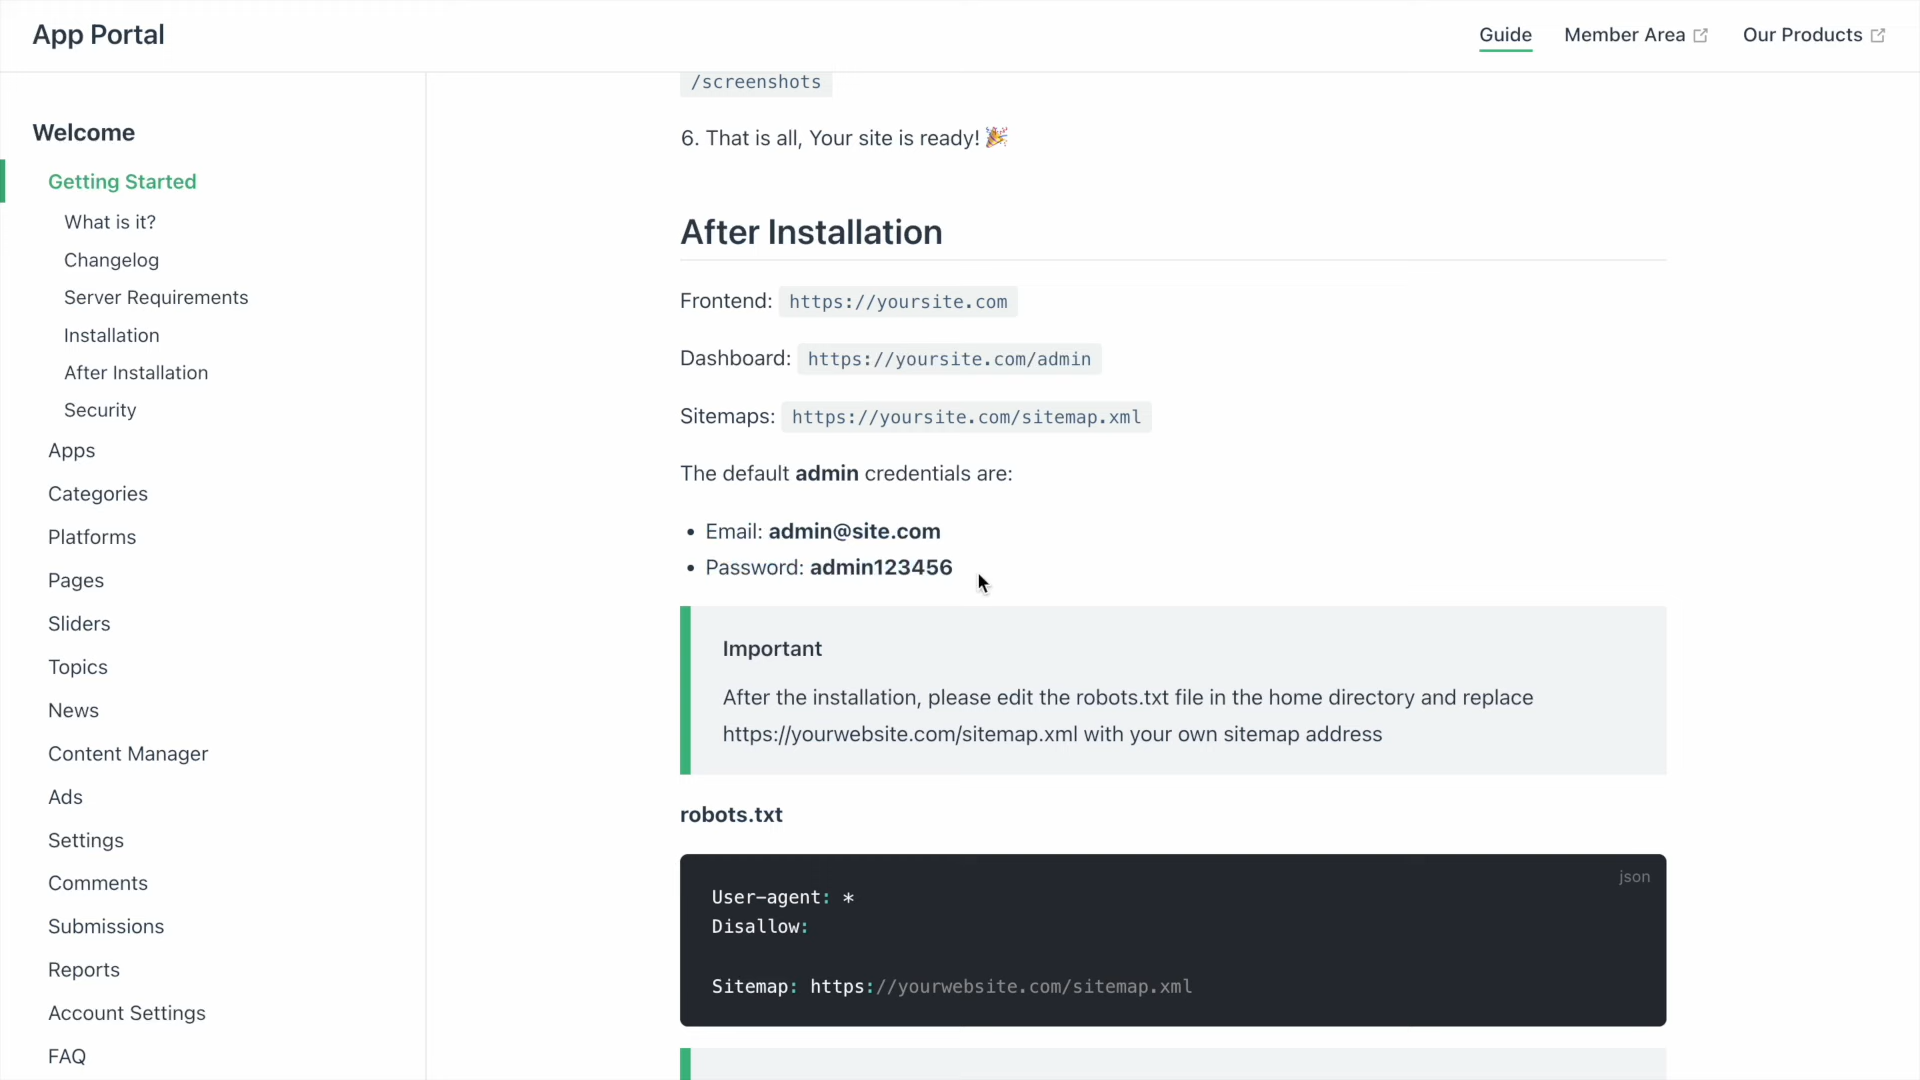 App Portal
Guide
Member Area
Our Products
Welcome
Getting Started
What is it?
Changelog
Server Requirements
Installation
After Installation
Security
Apps
Categories
Platforms
Pages
Sliders
Topics
News
Content Manager
Ads
Settings
Comments
Submissions
Reports
Account Settings
FAQ
/screenshots
6. That is all, Your site is ready! 🎉
After Installation
Frontend: https://yoursite.com
Dashboard: https://yoursite.com/admin
Sitemaps: https://yoursite.com/sitemap.xml
The default admin credentials are:
• Email: admin@site.com
• Password: admin123456
Important
After the installation, please edit the robots.txt file in the home directory and replace
https://yourwebsite.com/sitemap.xml with your own sitemap address
robots.txt
json
User-agent: *
Disallow:
Sitemap: https://yourwebsite.com/sitemap.xml